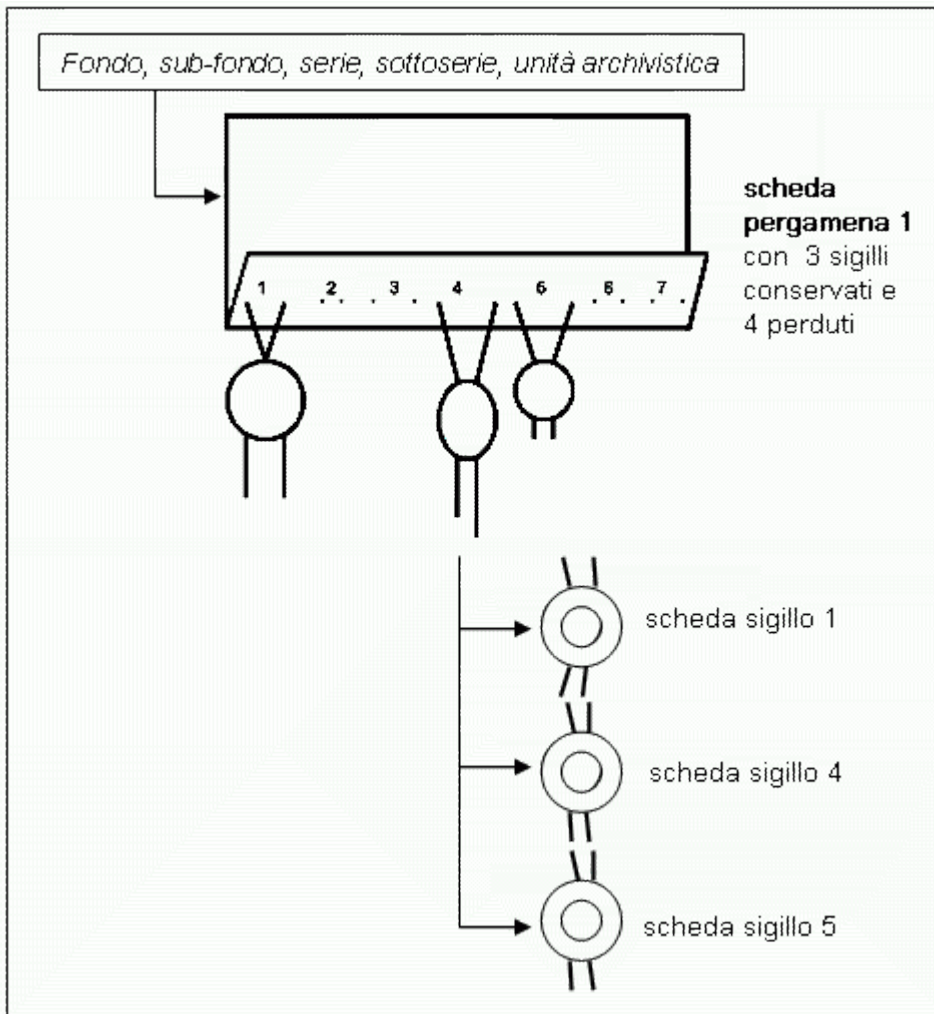 Fondo, sub-fondo, serie, sottoserie, unità archivistica
scheda
pergamena 1
con 3 sigilli
conservati e
4 perduti
1 .2. .3. 4 5 .6. .7.
scheda sigillo 1
scheda sigillo 4
scheda sigillo 5